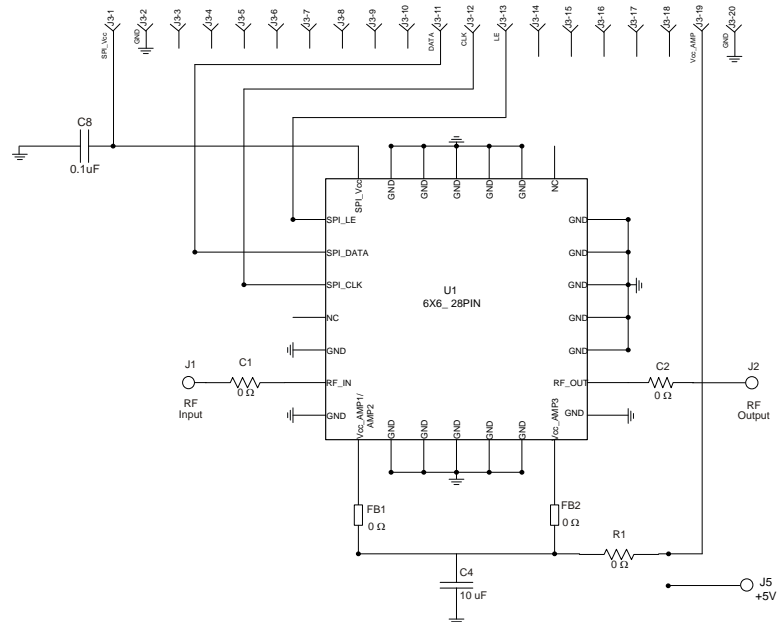 J3-1
J3-2
J3-3
J3-4
J3-5
J3-6
J3-7
J3-8
J3-9
J3-10
J3-11
J3-12
J3-13
J3-14
J3-15
J3-16
J3-17
J3-18
J3-19
J3-20
SPI_Vcc
GND
DATA
CLK
LE
Vcc_AMP
GND
C8
0.1uF
SPI_Vcc
GND
GND
GND
GND
GND
NC
SPI_LE
SPI_DATA
SPI_CLK
NC
GND
RF_IN
GND
U1
6X6_ 28PIN
GND
GND
GND
GND
GND
RF_OUT
GND
Vcc_AMP1/
AMP2
GND
GND
GND
GND
GND
Vcc_AMP3
J1
RF
Input
C1
0 Ω
C2
0 Ω
J2
RF
Output
FB1
0 Ω
FB2
0 Ω
R1
0 Ω
C4
10 uF
J5
+5V